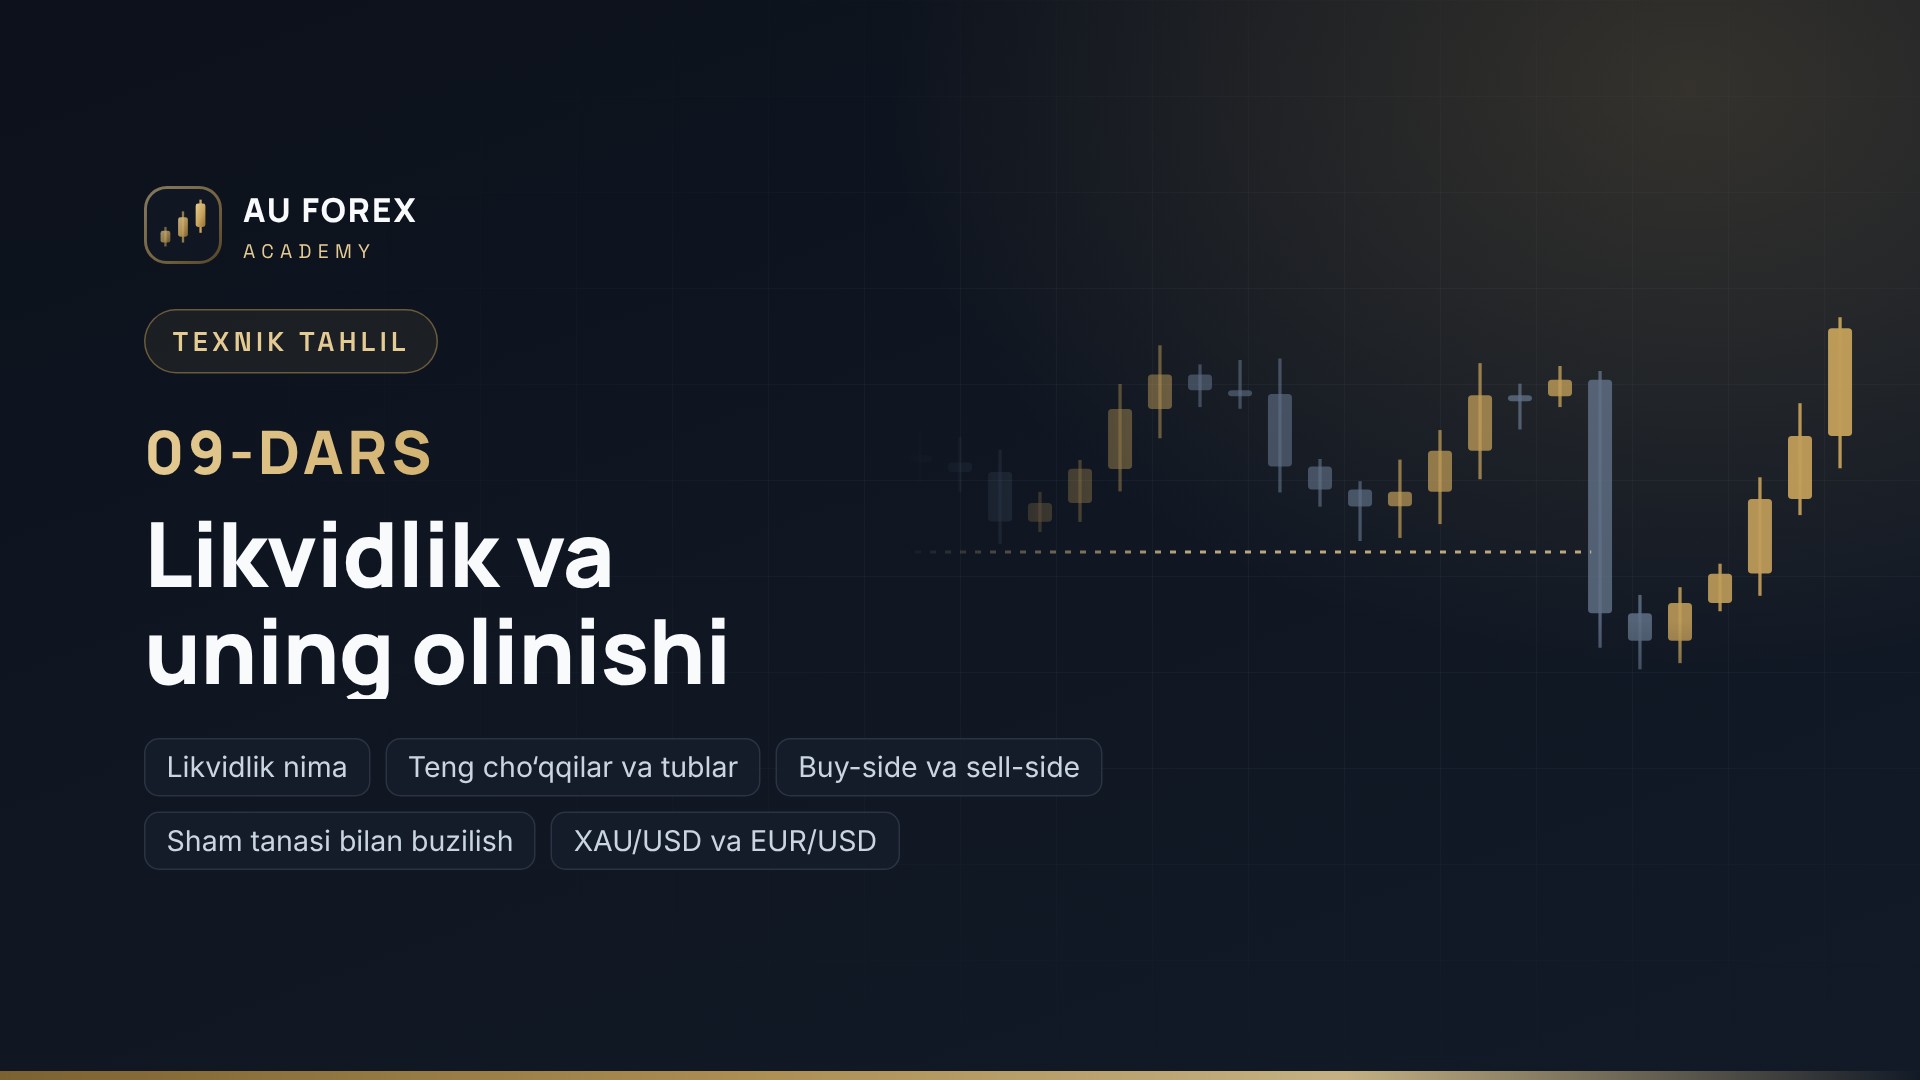 AU FOREX
ACADEMY
TEXNIK TAHLIL
09-DARS
Likvidlik va
uning olinishi
Likvidlik nima
Teng cho‘qqilar va tublar
Buy-side va sell-side
Sham tanasi bilan buzilish
XAU/USD va EUR/USD